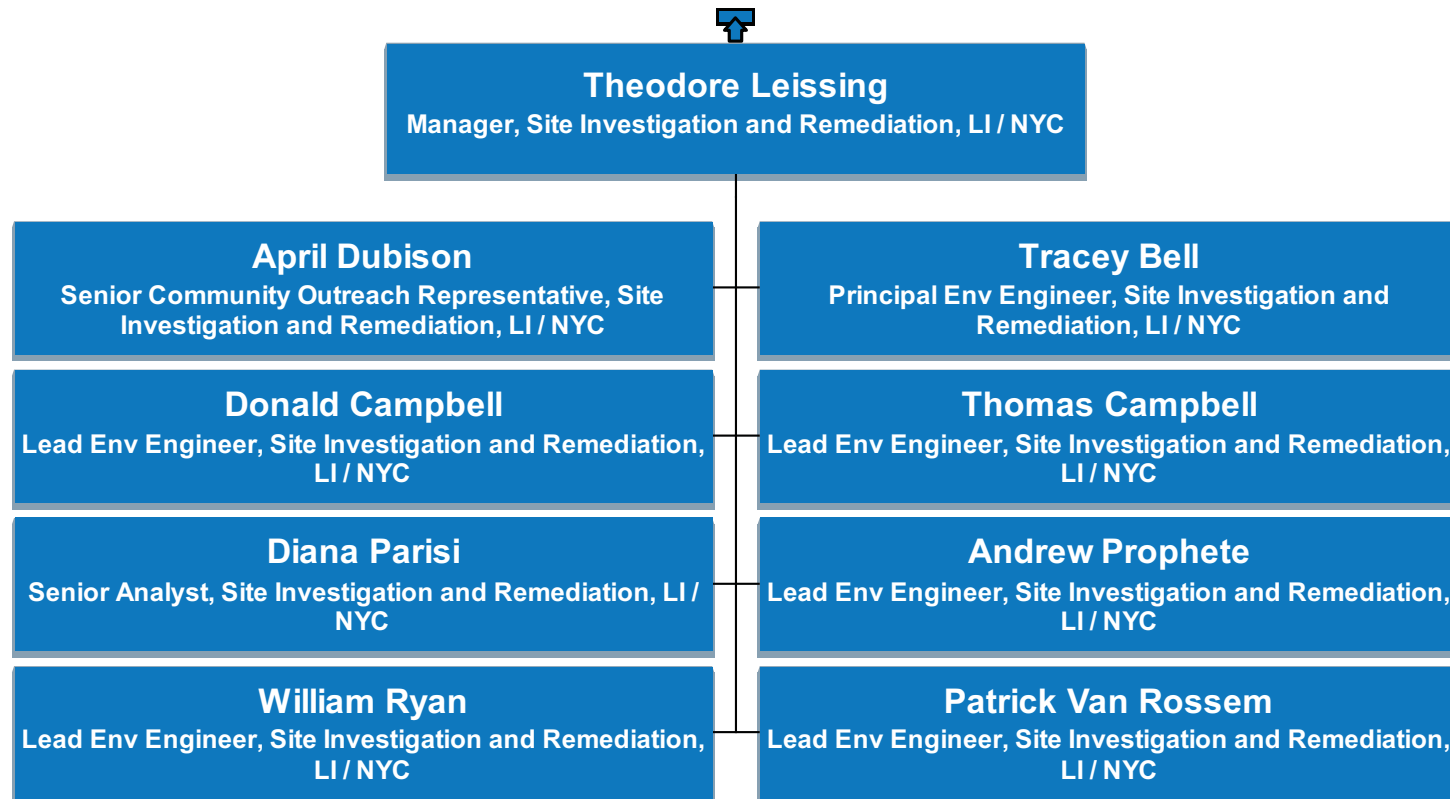 Theodore Leissing
Manager, Site Investigation and Remediation, LI / NYC
April Dubison
Senior Community Outreach Representative, Site
Investigation and Remediation, LI / NYC
Tracey Bell
Principal Env Engineer, Site Investigation and
Remediation, LI / NYC
Donald Campbell
Lead Env Engineer, Site Investigation and Remediation,
LI / NYC
Thomas Campbell
Lead Env Engineer, Site Investigation and Remediation,
LI / NYC
Diana Parisi
Senior Analyst, Site Investigation and Remediation, LI /
NYC
Andrew Prophete
Lead Env Engineer, Site Investigation and Remediation,
LI / NYC
William Ryan
Lead Env Engineer, Site Investigation and Remediation,
LI / NYC
Patrick Van Rossem
Lead Env Engineer, Site Investigation and Remediation,
LI / NYC